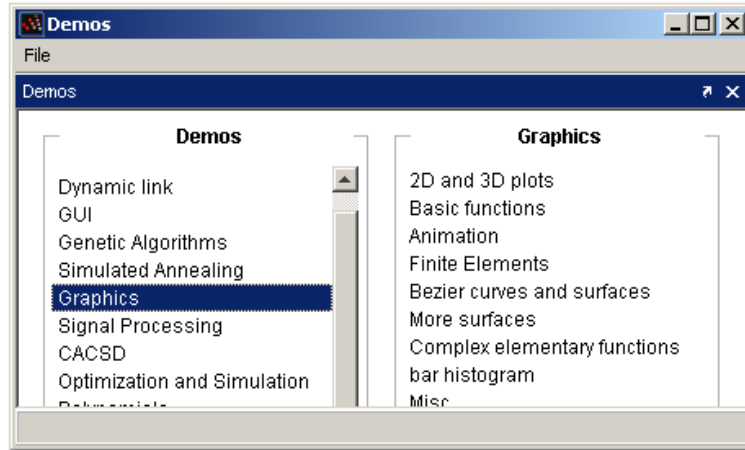 Demos
File
Demos
Demos
Dynamic link
GUI
Genetic Algorithms
Simulated Annealing
Graphics
Signal Processing
CACSD
Optimization and Simulation
Graphics
2D and 3D plots
Basic functions
Animation
Finite Elements
Bezier curves and surfaces
More surfaces
Complex elementary functions
bar histogram
Misc